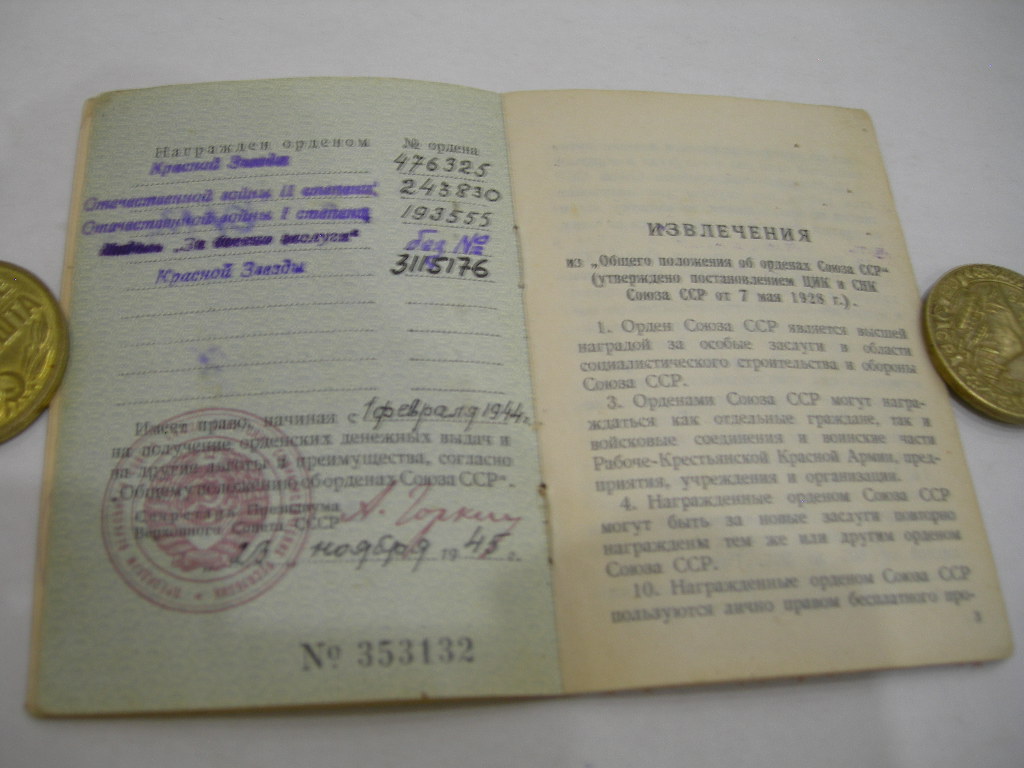 Награжден орденом № ордена
Красной Звезды 476325
Отечественной войны II степени 243830
Отечественной войны I степени 193555
Медаль „За боевые заслуги" без №
Красной Звезды 3115176
Имеет право, начиная с 1 февраля 1944 г.
на получение орденских денежных выдач и
на другие льготы и преимущества, согласно
„Общему положению об орденах Союза ССР".
Секретарь Президиума
Верховного Совета СССР А. Горкин
23 ноября 1945 г.
№ 353132
ИЗВЛЕЧЕНИЯ
из „Общего положения об орденах Союза ССР"
(утверждено постановлением ЦИК и СНК
Союза ССР от 7 мая 1928 г.).
1. Орден Союза ССР является высшей
наградой за особые заслуги в области
социалистического строительства и обороны
Союза ССР.
3. Орденами Союза ССР могут награ-
ждаться как отдельные граждане, так и
войсковые соединения и воинские части
Рабоче-Крестьянской Красной Армии, пред-
приятия, учреждения и организации.
4. Награжденные орденом Союза ССР
могут быть за новые заслуги повторно
награждены тем же или другим орденом
Союза ССР.
10. Награжденные орденом Союза ССР
пользуются лично правом бесплатного про-